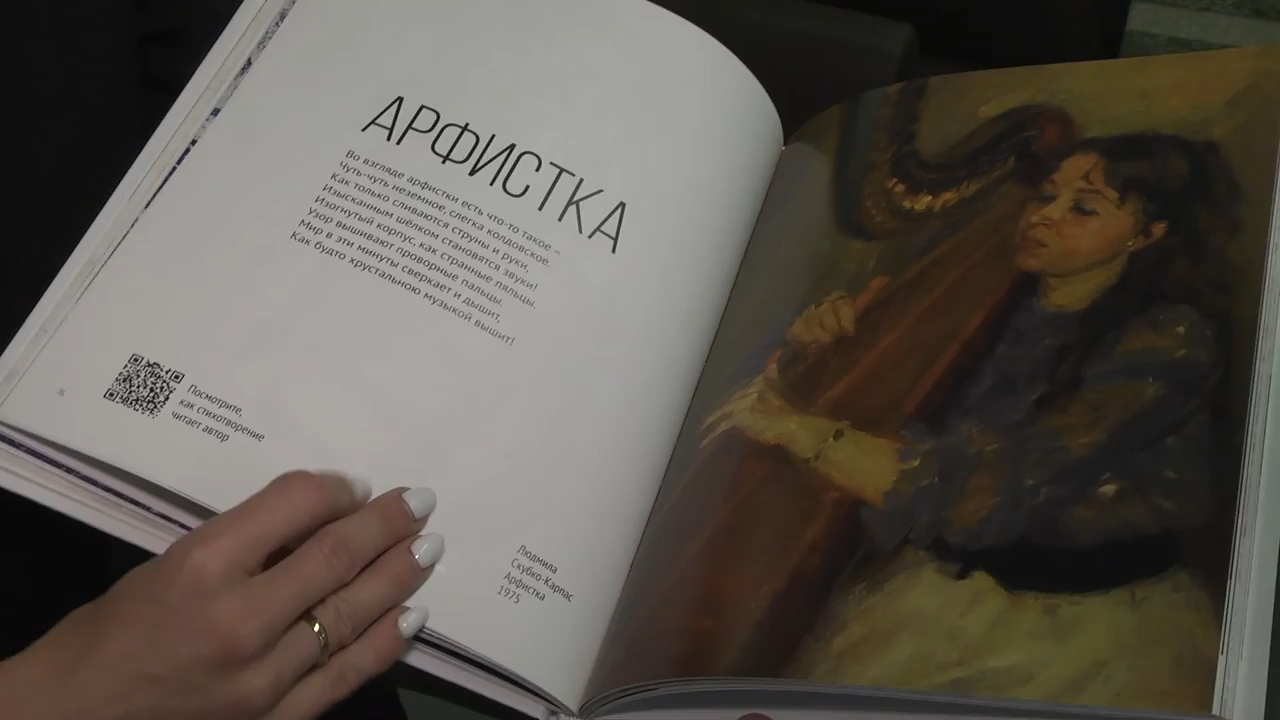 АРФИСТКА
Во взгляде арфистки есть что-то такое –
Чуть-чуть неземное, слегка колдовское.
Как только сливаются струны и руки,
Изысканным шёлком становятся звуки!
Изогнутый корпус, как странные пяльцы.
Узор вышивают проворные пальцы.
Мир в эти минуты сверкает и дышит,
Как будто хрустальною музыкой вышит!
Посмотрите,
как стихотворение
читает автор
Людмила
Скубко-Карпас
Арфистка
1975